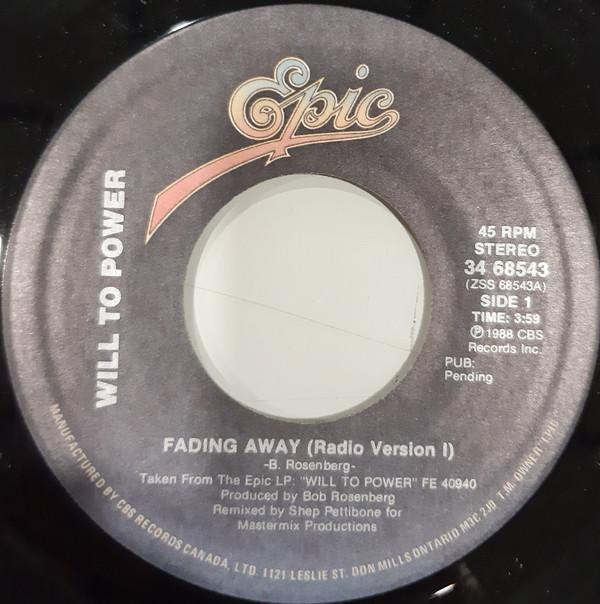 Epic
WILL TO POWER
45 RPM
STEREO
34 68543
(ZSS 68543A)
SIDE 1
TIME: 3:59
Ⓟ1988 CBS
Records Inc.
PUB:
Pending
FADING AWAY (Radio Version I)
-B. Rosenberg-
Taken From The Epic LP: "WILL TO POWER" FE 40940
Produced by Bob Rosenberg
Remixed by Shep Pettibone for
Mastermix Productions
MANUFACTURED BY CBS RECORDS CANADA, LTD. 1121 LESLIE ST. DON MILLS ONTARIO M3C 2J8 T.M. OWNER "EPIC"